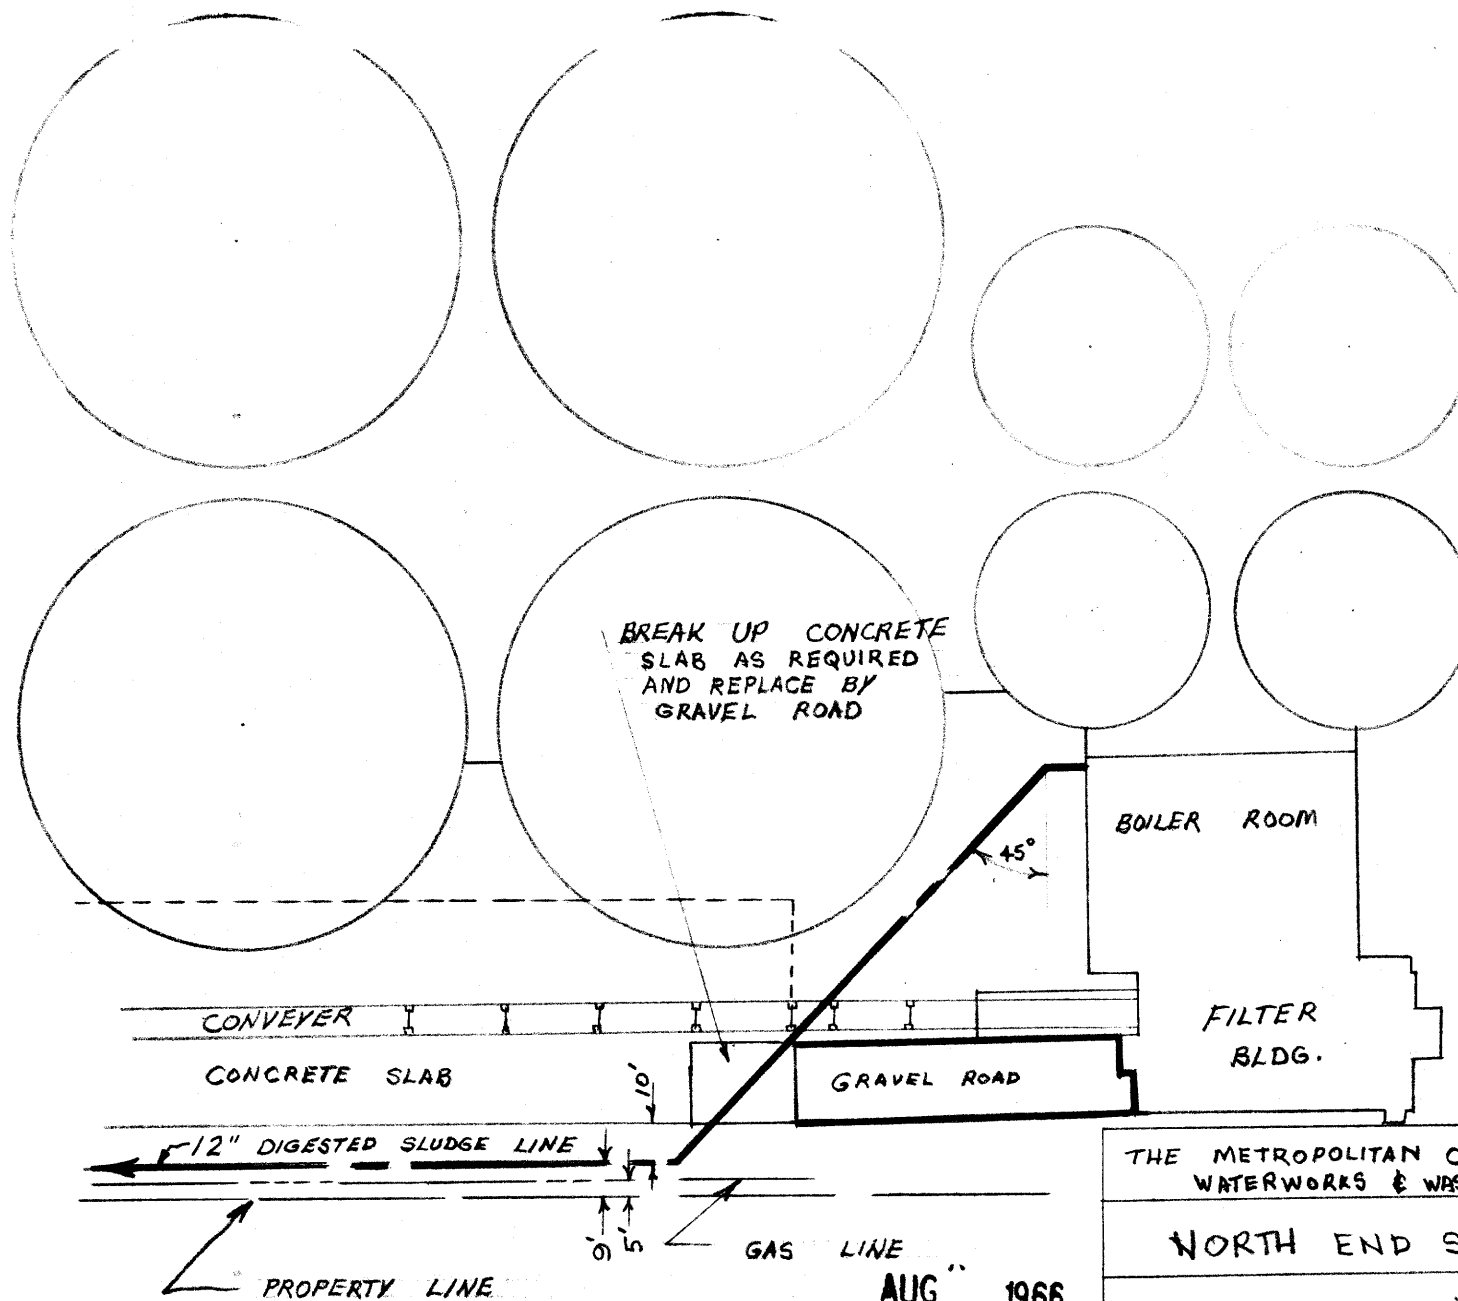 BREAK UP CONCRETE
SLAB AS REQUIRED
AND REPLACE BY
GRAVEL ROAD
45°
BOILER ROOM
CONVEYER
FILTER
BLDG.
CONCRETE SLAB
10'
GRAVEL ROAD
12" DIGESTED SLUDGE LINE
THE METROPOLITAN
WATERWORKS &
NORTH END
9'
5'
GAS LINE
PROPERTY LINE
AUG 1966